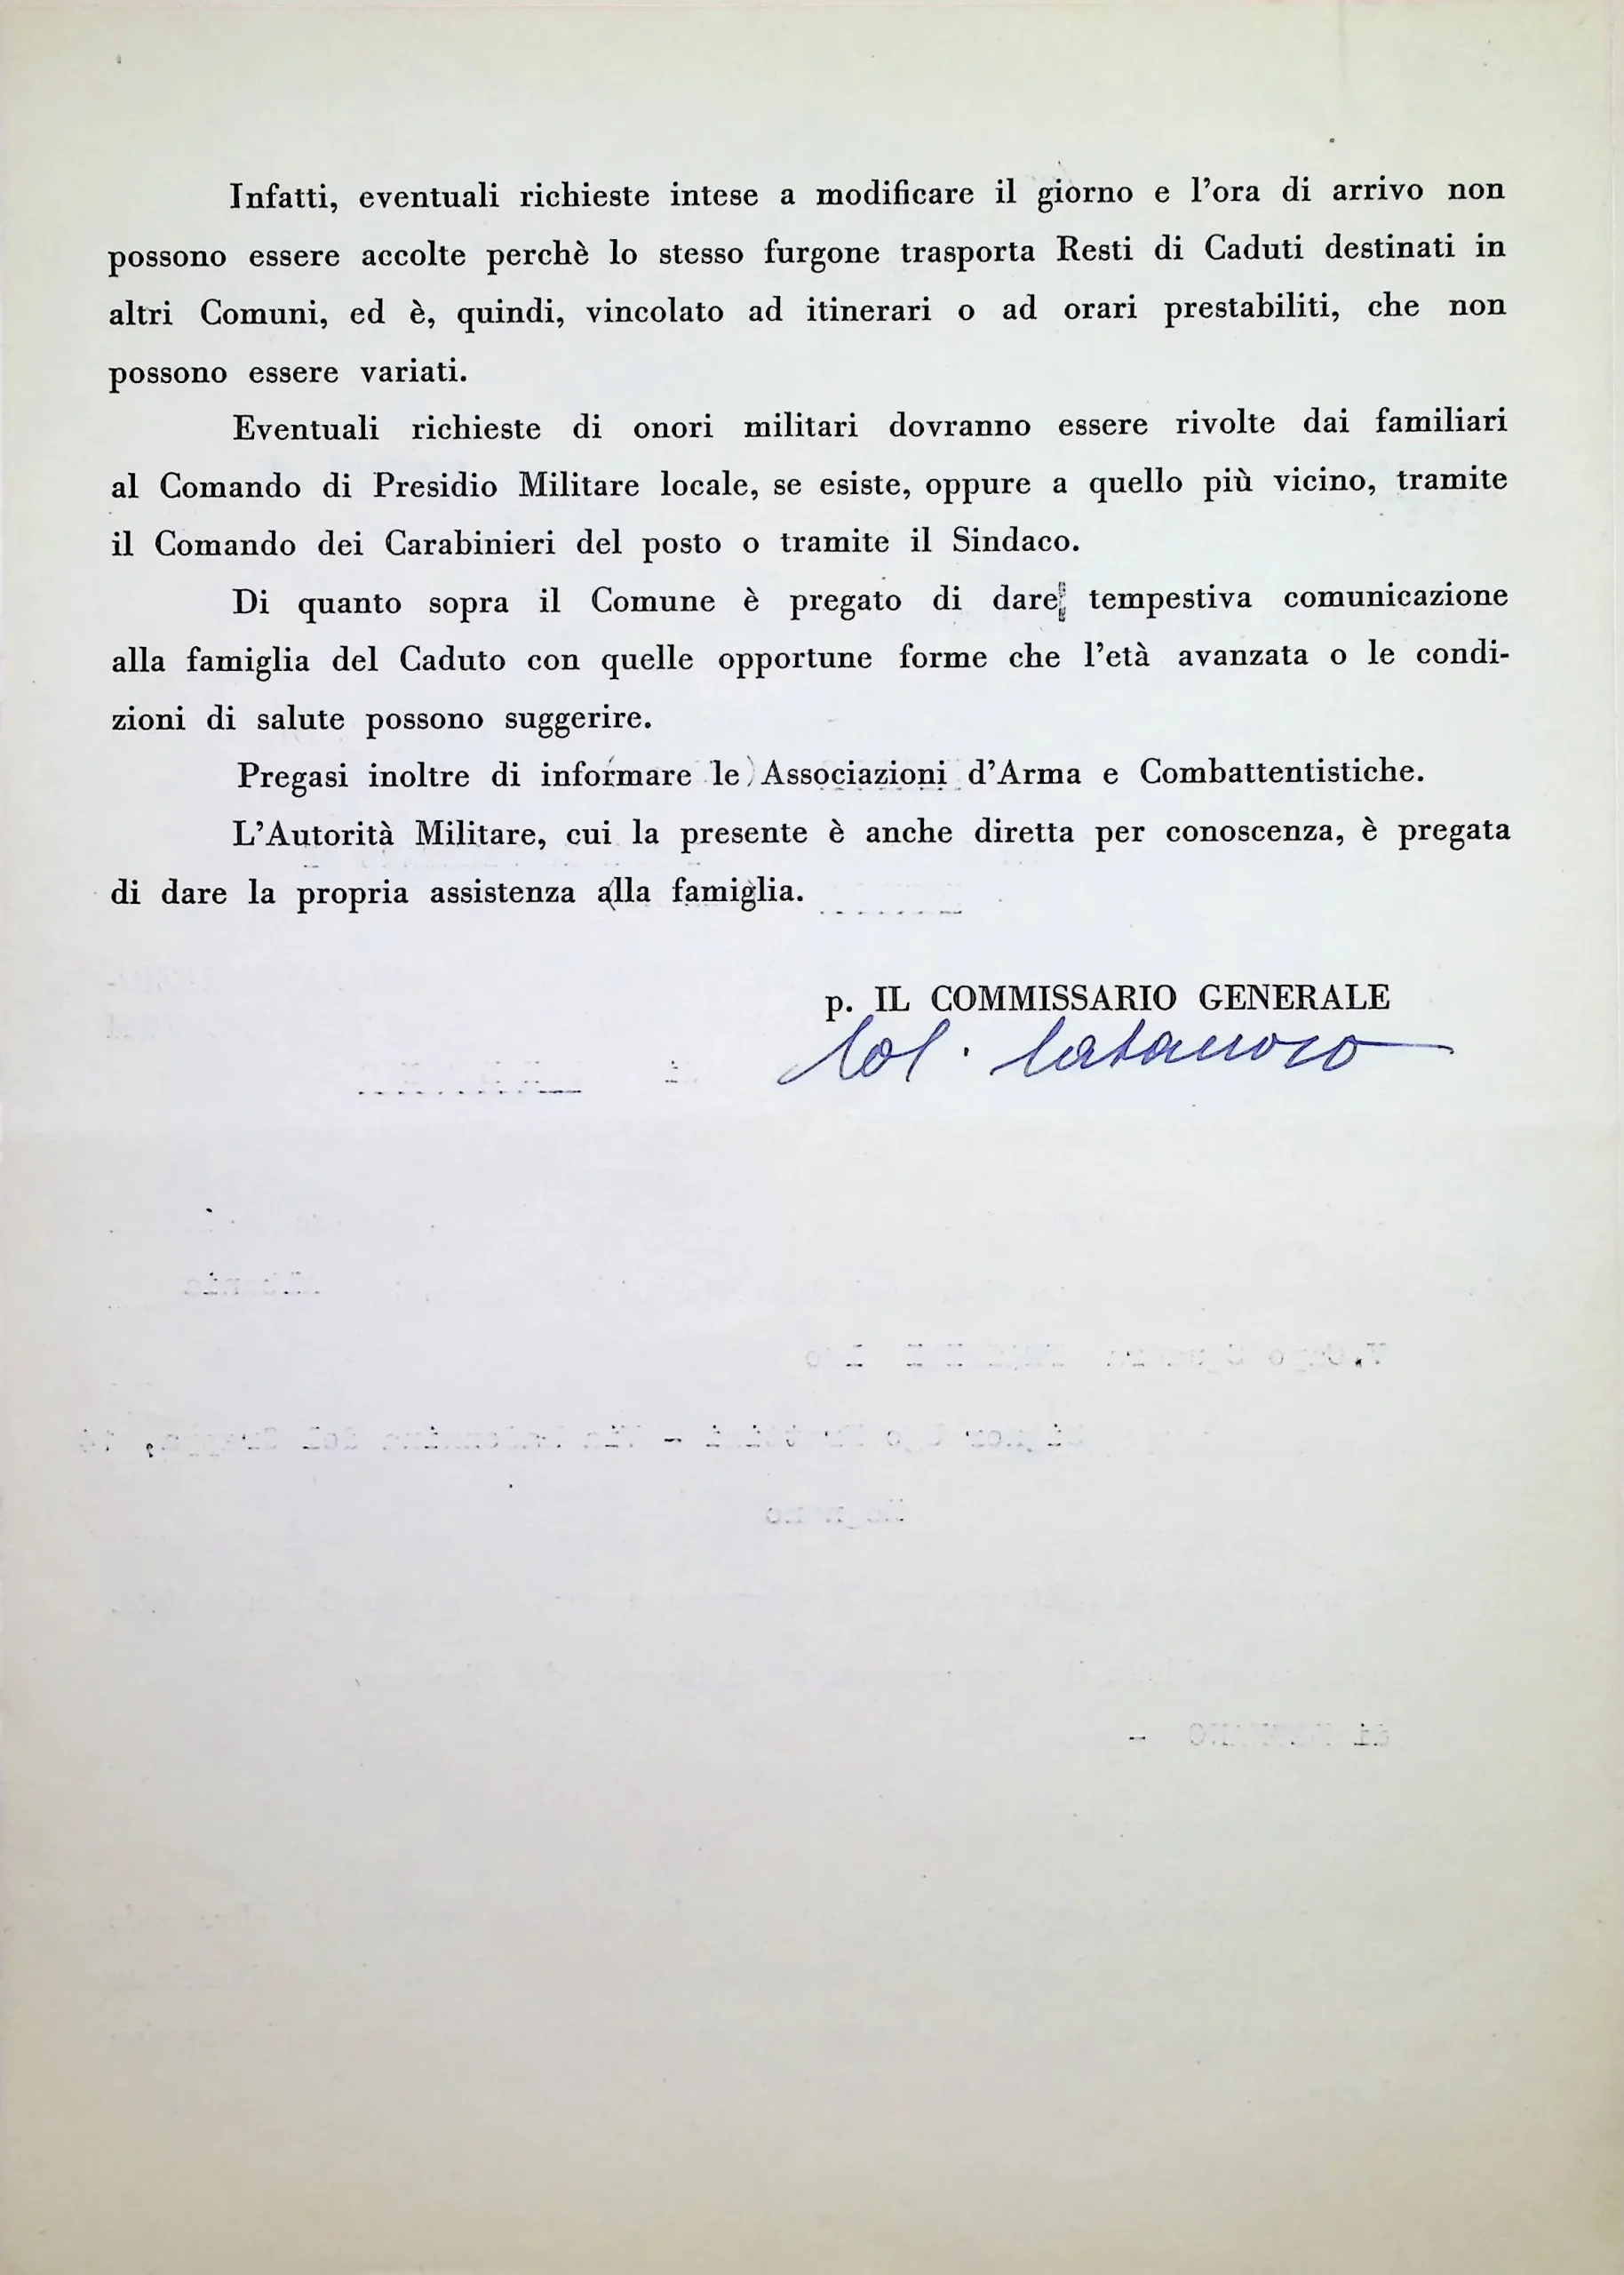 Infatti, eventuali richieste intese a modificare il giorno e l'ora di arrivo non
possono essere accolte perchè lo stesso furgone trasporta Resti di Caduti destinati in
altri Comuni, ed è, quindi, vincolato ad itinerari o ad orari prestabiliti, che non
possono essere variati.
Eventuali richieste di onori militari dovranno essere rivolte dai familiari
al Comando di Presidio Militare locale, se esiste, oppure a quello più vicino, tramite
il Comando dei Carabinieri del posto o tramite il Sindaco.
Di quanto sopra il Comune è pregato di dare tempestiva comunicazione
alla famiglia del Caduto con quelle opportune forme che l'età avanzata o le condi-
zioni di salute possono suggerire.
Pregasi inoltre di informare le Associazioni d'Arma e Combattentistiche.
L'Autorità Militare, cui la presente è anche diretta per conoscenza, è pregata
di dare la propria assistenza alla famiglia.
p. IL COMMISSARIO GENERALE
Col.